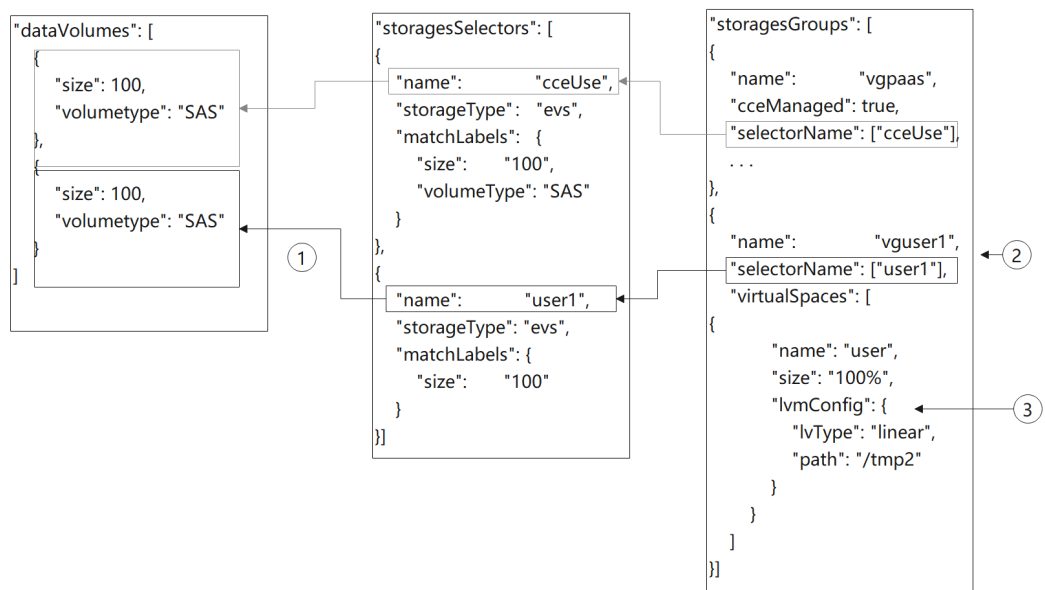 "dataVolumes": [
{
"size": 100,
"volumetype": "SAS"
},
{
"size": 100,
"volumetype": "SAS"
}
]
1
"storagesSelectors": [
{
"name": "cceUse",
"storageType": "evs",
"matchLabels": {
"size": "100",
"volumeType": "SAS"
}
},
{
"name": "user1",
"storageType": "evs",
"matchLabels": {
"size": "100"
}
}]
"storagesGroups": [
{
"name": "vgpaas",
"cceManaged": true,
"selectorName": ["cceUse"],
. . .
},
{
"name": "vguser1",
"selectorName": ["user1"],
"virtualSpaces": [
{
"name": "user",
"size": "100%",
"lvmConfig": {
"lvType": "linear",
"path": "/tmp2"
}
}
]
}]
2
3